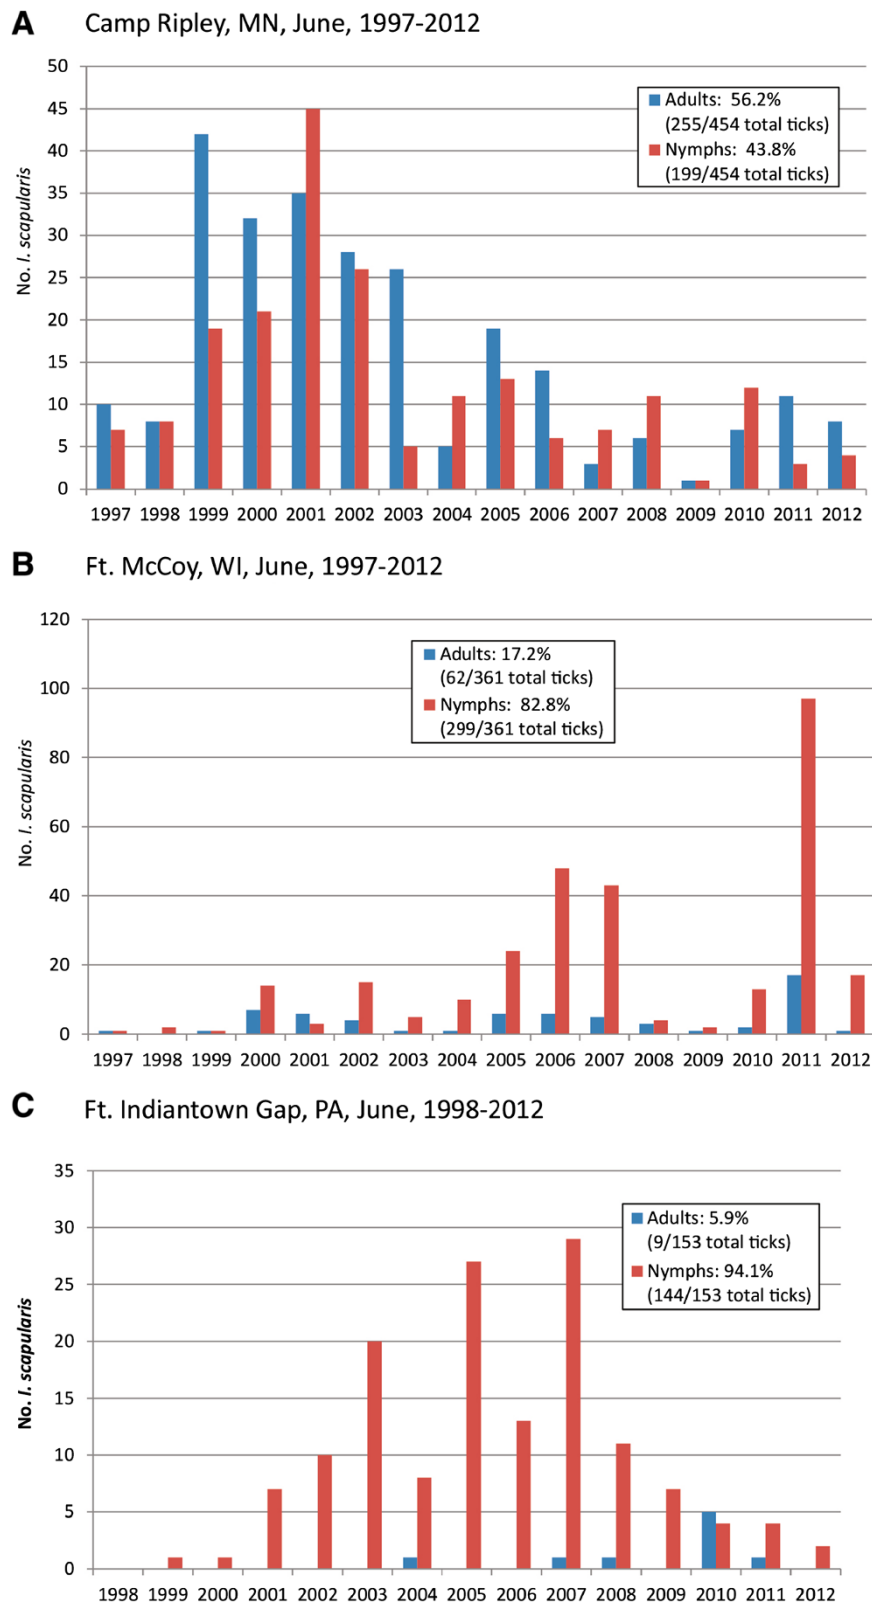 A Camp Ripley, MN, June, 1997-2012
50
45
40
35
30
25
20
15
10
5
0
No. I. scapularis
Adults: 56.2%
(255/454 total ticks)
Nymphs: 43.8%
(199/454 total ticks)
1997 1998 1999 2000 2001 2002 2003 2004 2005 2006 2007 2008 2009 2010 2011 2012
B Ft. McCoy, WI, June, 1997-2012
120
100
80
60
40
20
0
No. I. scapularis
Adults: 17.2%
(62/361 total ticks)
Nymphs: 82.8%
(299/361 total ticks)
1997 1998 1999 2000 2001 2002 2003 2004 2005 2006 2007 2008 2009 2010 2011 2012
C Ft. Indiantown Gap, PA, June, 1998-2012
35
30
25
20
15
10
5
0
No. I. scapularis
Adults: 5.9%
(9/153 total ticks)
Nymphs: 94.1%
(144/153 total ticks)
1998 1999 2000 2001 2002 2003 2004 2005 2006 2007 2008 2009 2010 2011 2012